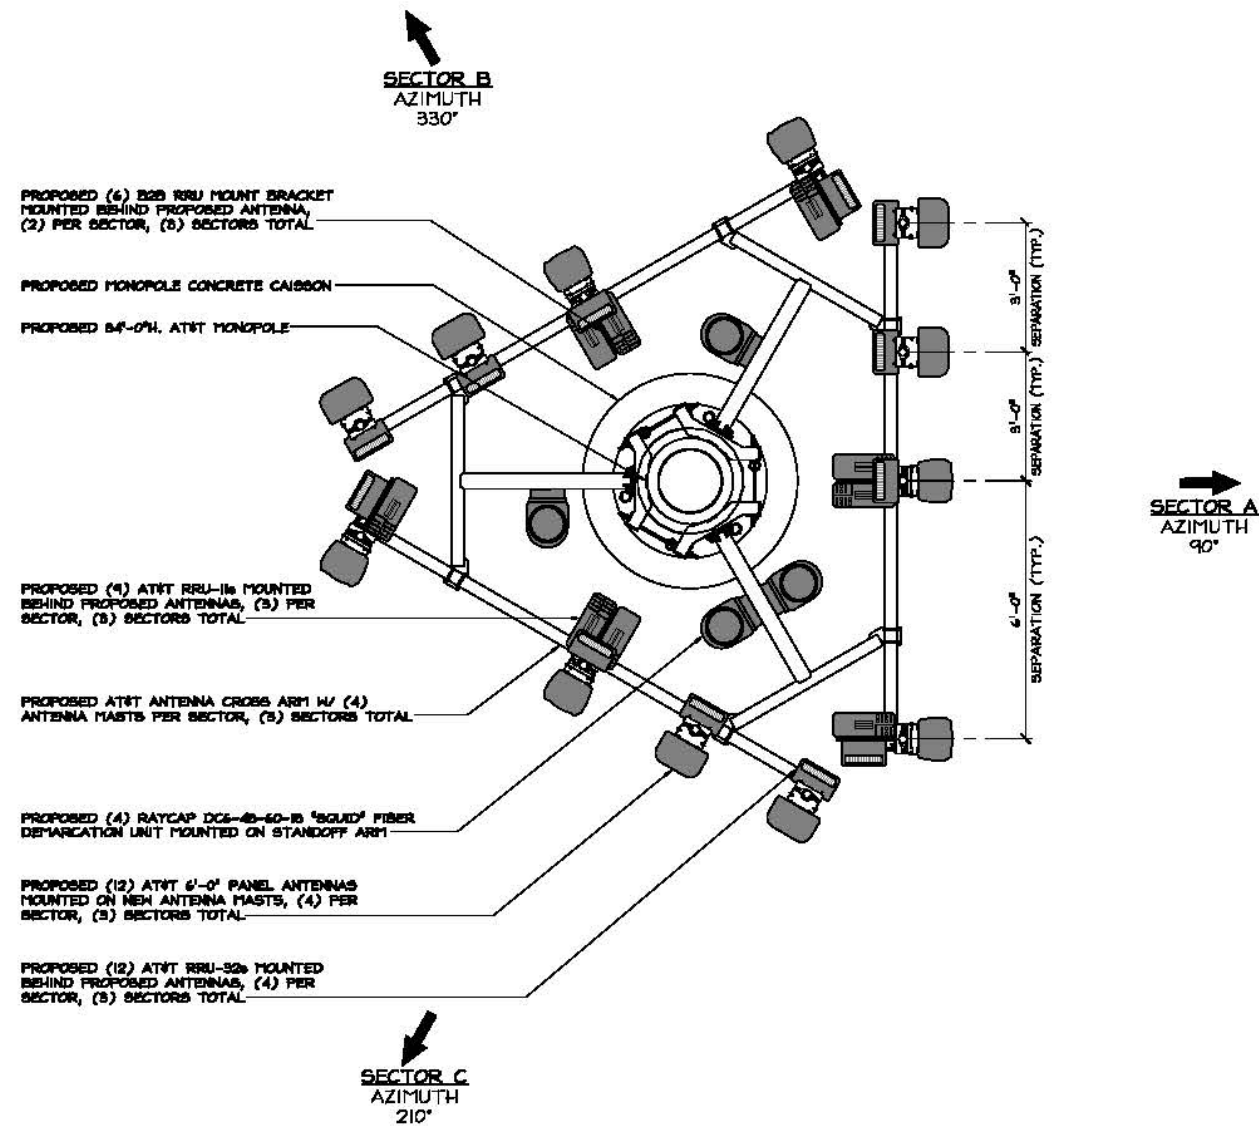 SECTOR B
AZIMUTH
330°
PROPOSED (6) B2B RRU MOUNT BRACKET
MOUNTED BEHIND PROPOSED ANTENNA,
(2) PER SECTOR, (3) SECTORS TOTAL
PROPOSED MONOPOLE CONCRETE CAISSON
PROPOSED 84'-0"H. AT&T MONOPOLE
3'-0"
SEPARATION (TYP.)
3'-0"
SEPARATION (TYP.)
6'-0"
SEPARATION (TYP.)
SECTOR A
AZIMUTH
90°
PROPOSED (9) AT&T RRU-11s MOUNTED
BEHIND PROPOSED ANTENNAS, (3) PER
SECTOR, (3) SECTORS TOTAL
PROPOSED AT&T ANTENNA CROSS ARM W/ (4)
ANTENNA MASTS PER SECTOR, (3) SECTORS TOTAL
PROPOSED (4) RAYCAP DC6-48-60-18 "SQUID" FIBER
DEMARCATION UNIT MOUNTED ON STANDOFF ARM
PROPOSED (12) AT&T 6'-0" PANEL ANTENNAS
MOUNTED ON NEW ANTENNA MASTS, (4) PER
SECTOR, (3) SECTORS TOTAL
PROPOSED (12) AT&T RRU-32s MOUNTED
BEHIND PROPOSED ANTENNAS, (4) PER
SECTOR, (3) SECTORS TOTAL
SECTOR C
AZIMUTH
210°